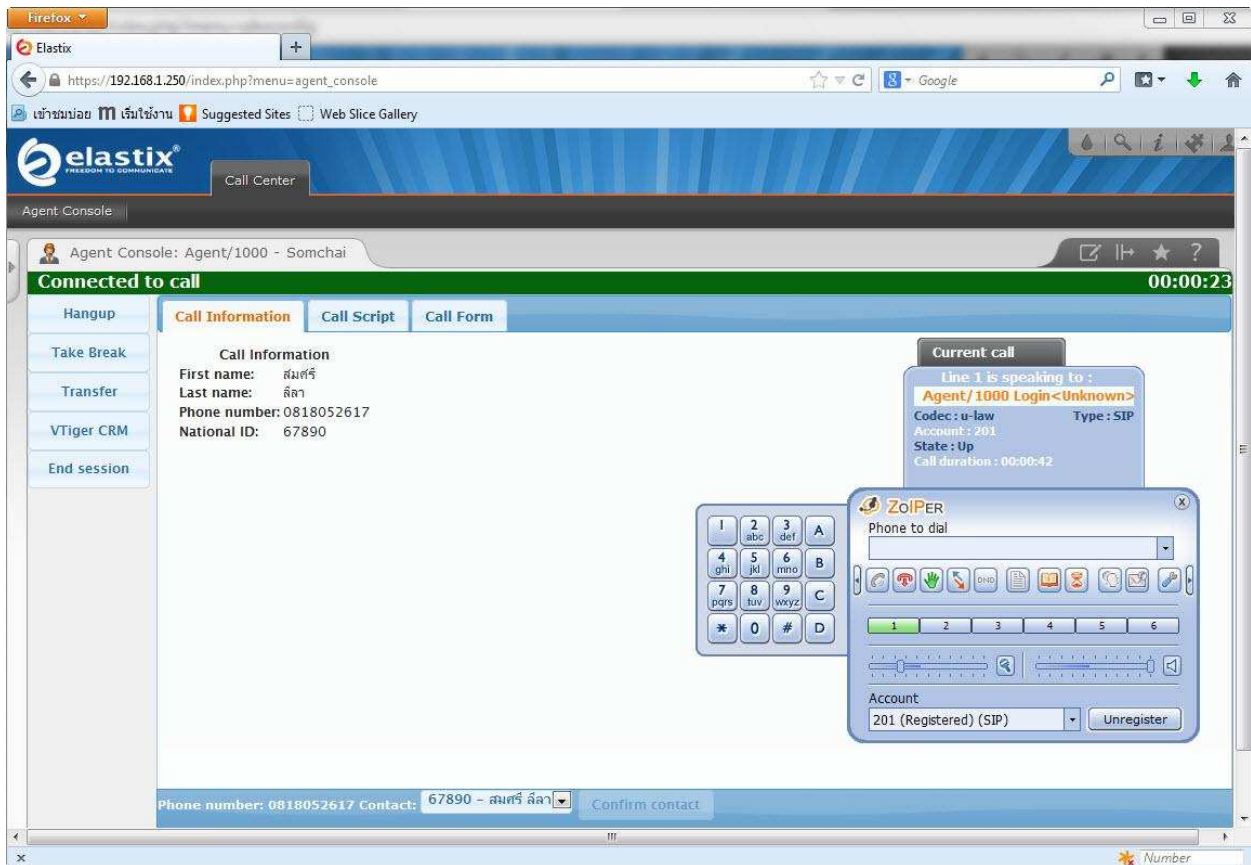 Firefox
Elastix
https://192.168.1.250/index.php?menu=agent_console
Google
เข้าชมบ่อย เริ่มใช้งาน Suggested Sites Web Slice Gallery
elastix®
FREEDOM TO COMMUNICATE
Call Center
Agent Console
Agent Console: Agent/1000 - Somchai
Connected to call 00:00:23
Hangup
Take Break
Transfer
VTiger CRM
End session
Call Information Call Script Call Form
Call Information
First name: สมศรี
Last name: ลีลา
Phone number: 0818052617
National ID: 67890
Current call
Line 1 is speaking to :
Agent/1000 Login<Unknown>
Codec : u-law Type : SIP
Account : 201
State : Up
Call duration : 00:00:42
1 2 abc 3 def A
4 ghi 5 jkl 6 mno B
7 pqrs 8 tuv 9 wxyz C
* 0 # D
ZOIPER
Phone to dial
DND
1 2 3 4 5 6
Account
201 (Registered) (SIP) Unregister
Phone number: 0818052617 Contact: 67890 - สมศรี ลีลา Confirm contact
x Number